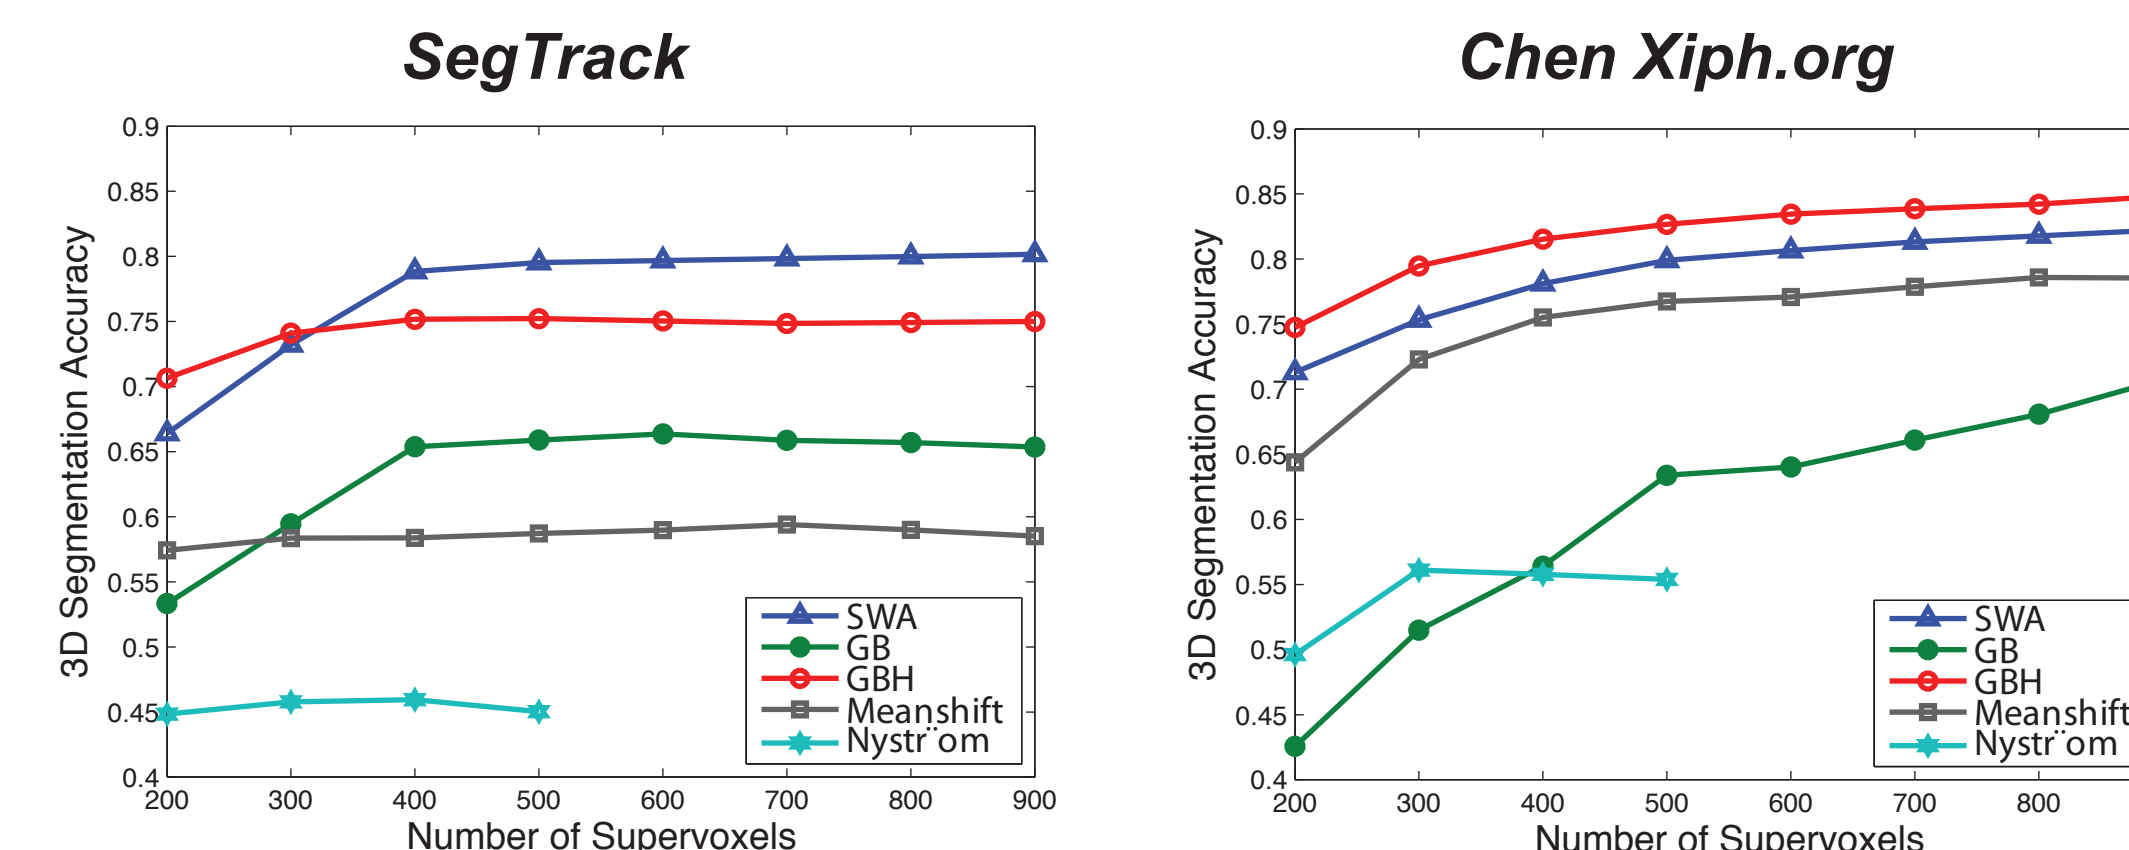 SegTrack
0.9
0.85
0.8
0.75
0.7
0.65
0.6
0.55
0.5
0.45
0.4
3D Segmentation Accuracy
200 300 400 500 600 700 800 900
Number of Supervoxels
SWA
GB
GBH
Meanshift
Nystr¨om
Chen Xiph.org
0.9
0.85
0.8
0.75
0.7
0.65
0.6
0.55
0.5
0.45
0.4
3D Segmentation Accuracy
200 300 400 500 600 700 800
Number of Supervoxels
SWA
GB
GBH
Meanshift
Nystr¨om